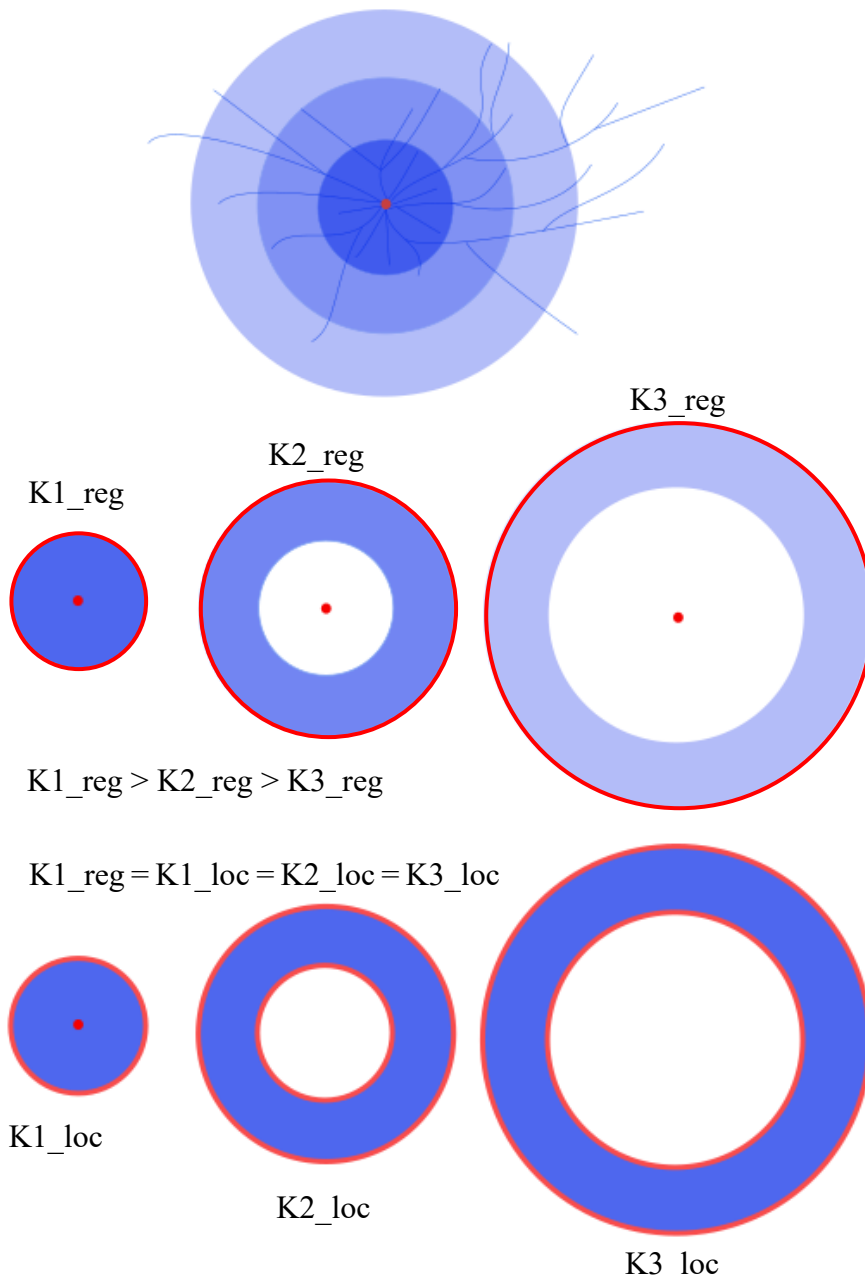 K3_reg
K2_reg
K1_reg
K1_reg > K2_reg > K3_reg
K1_reg = K1_loc = K2_loc = K3_loc
K1_loc
K2_loc
K3_loc